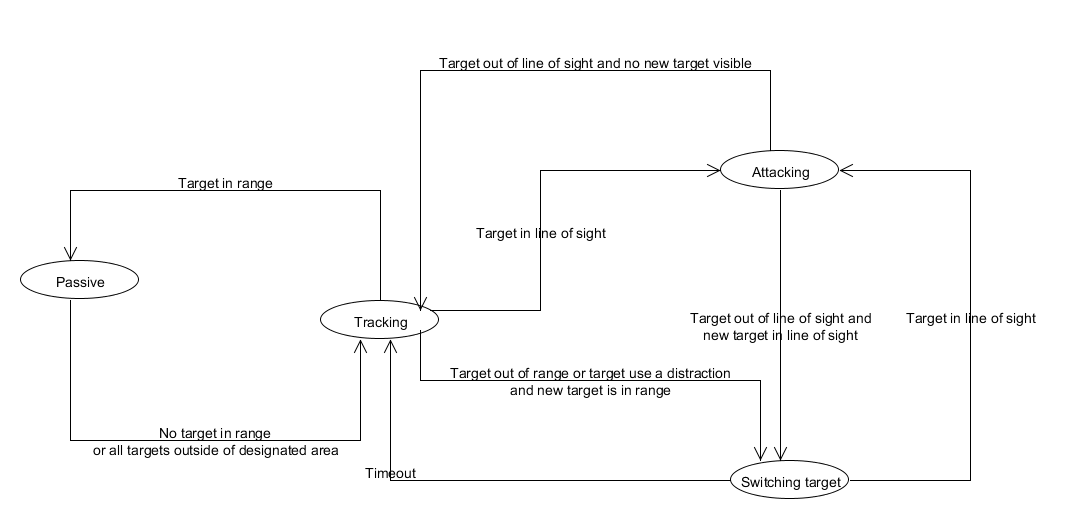 Target out of line of sight and no new target visible
Attacking
Target in range
Target in line of sight
Passive
Tracking
Target out of line of sight and
new target in line of sight
Target in line of sight
Target out of range or target use a distraction
and new target is in range
No target in range
or all targets outside of designated area
Timeout
Switching target